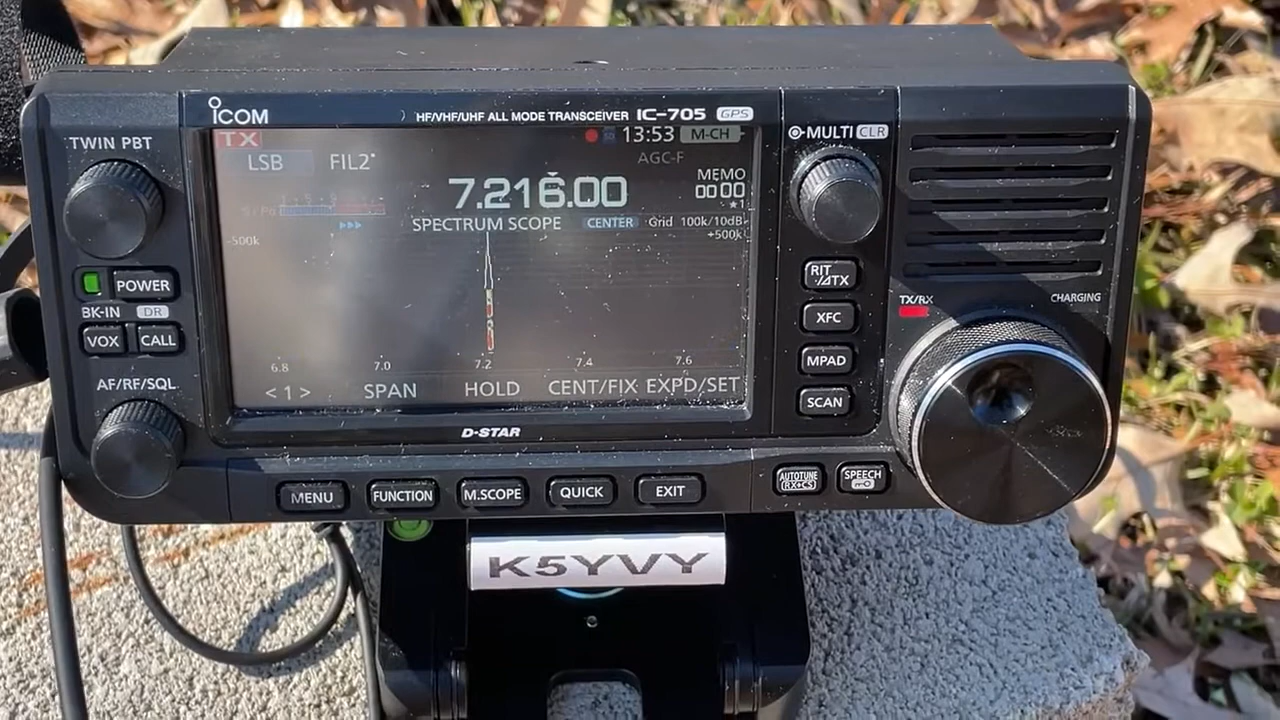 ICOM HF/VHF/UHF ALL MODE TRANSCEIVER IC-705 GPS
TWIN PBT
TX 13:53 M-CH
MULTI CLR
LSB FIL2
AGC-F
7.216.00
MEMO
0000
★1
SPECTRUM SCOPE CENTER Grid 100k/10dB
-500k +500k
POWER
BK-IN DR
VOX CALL
AF/RF/SQL
6.8 7.0 7.2 7.4 7.6
< 1 > SPAN HOLD CENT/FIX EXPD/SET
D-STAR
RIT/⊿TX
XFC
MPAD
SCAN
TX/RX CHARGING
MENU FUNCTION M.SCOPE QUICK EXIT
AUTOTUNE
RX→CS
SPEECH
K5YVY